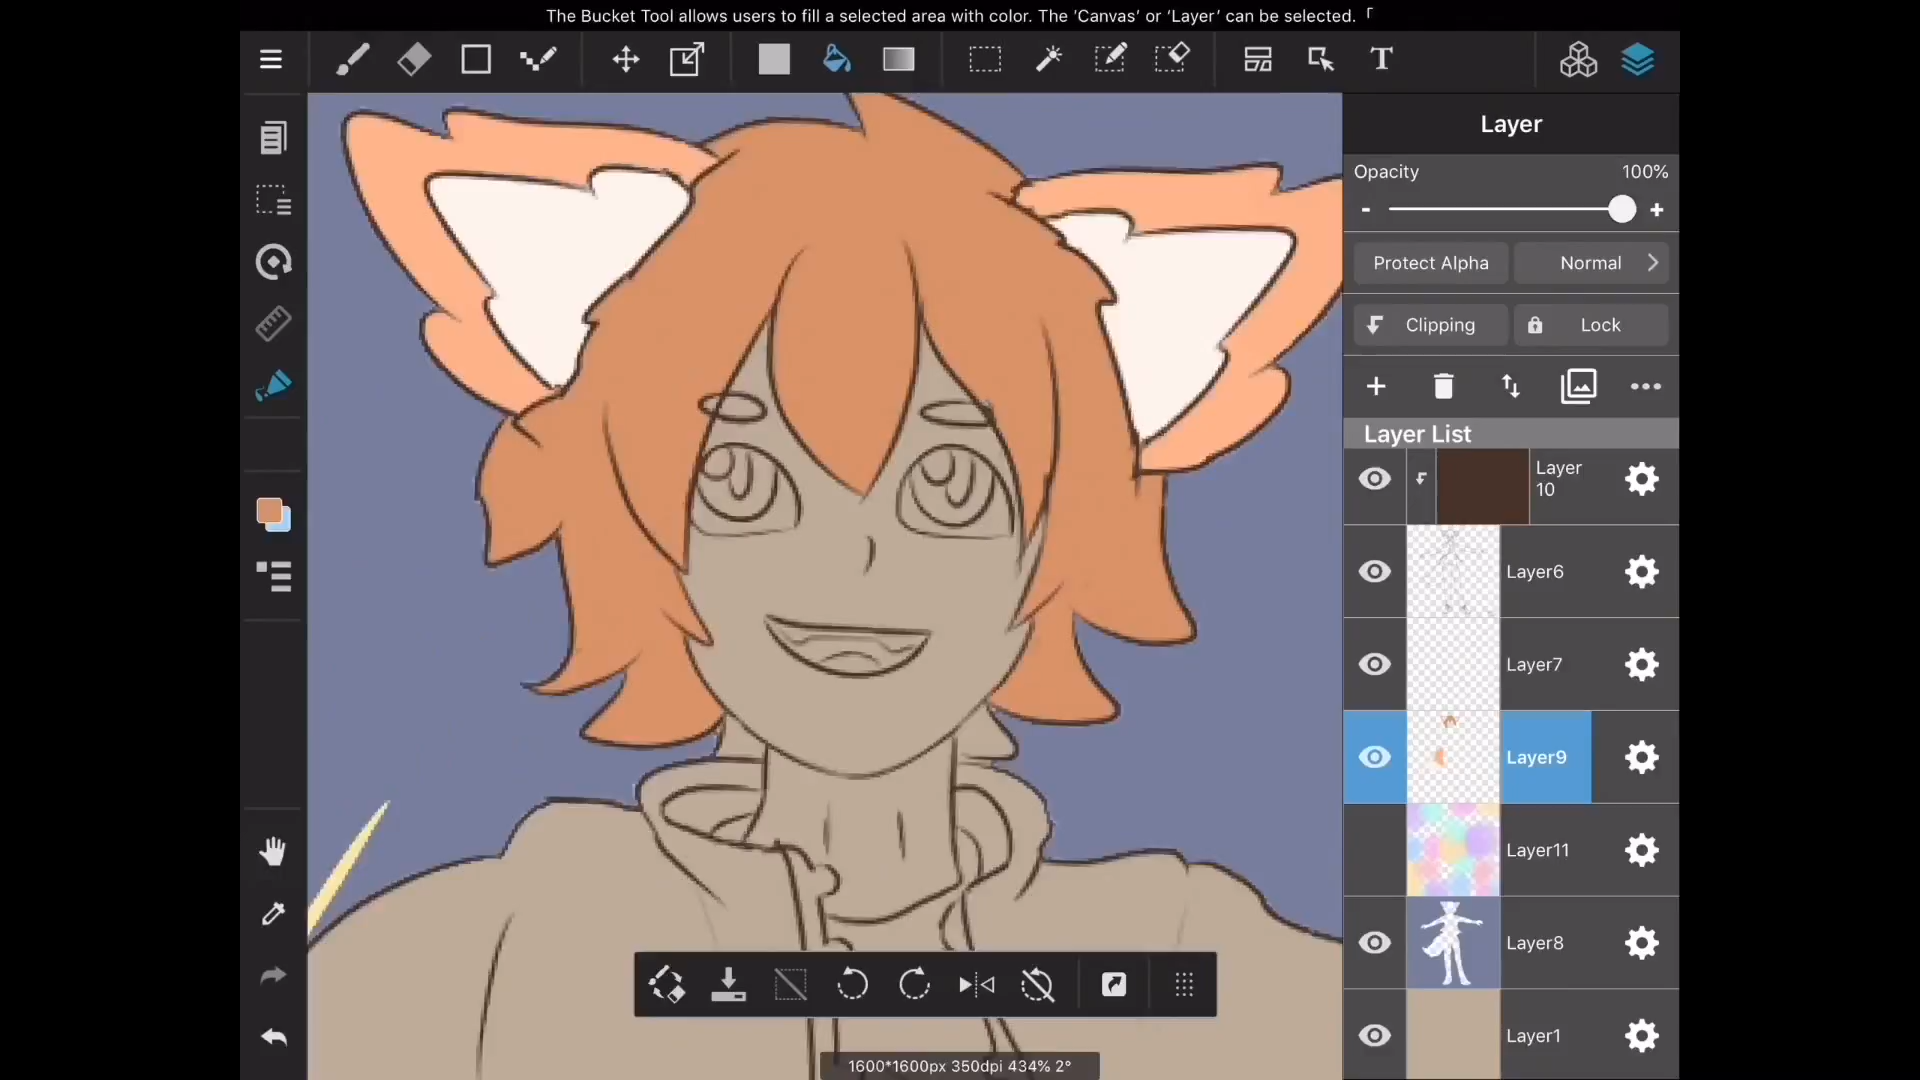 The Bucket Tool allows users to fill a selected area with color. The ‘Canvas’ or ‘Layer’ can be selected. 「
T
Layer
Opacity 100%
- +
Protect Alpha Normal
Clipping Lock
Layer List
Layer
10
Layer6
Layer7
Layer9
Layer11
Layer8
Layer1
1600*1600px 350dpi 434% 2°